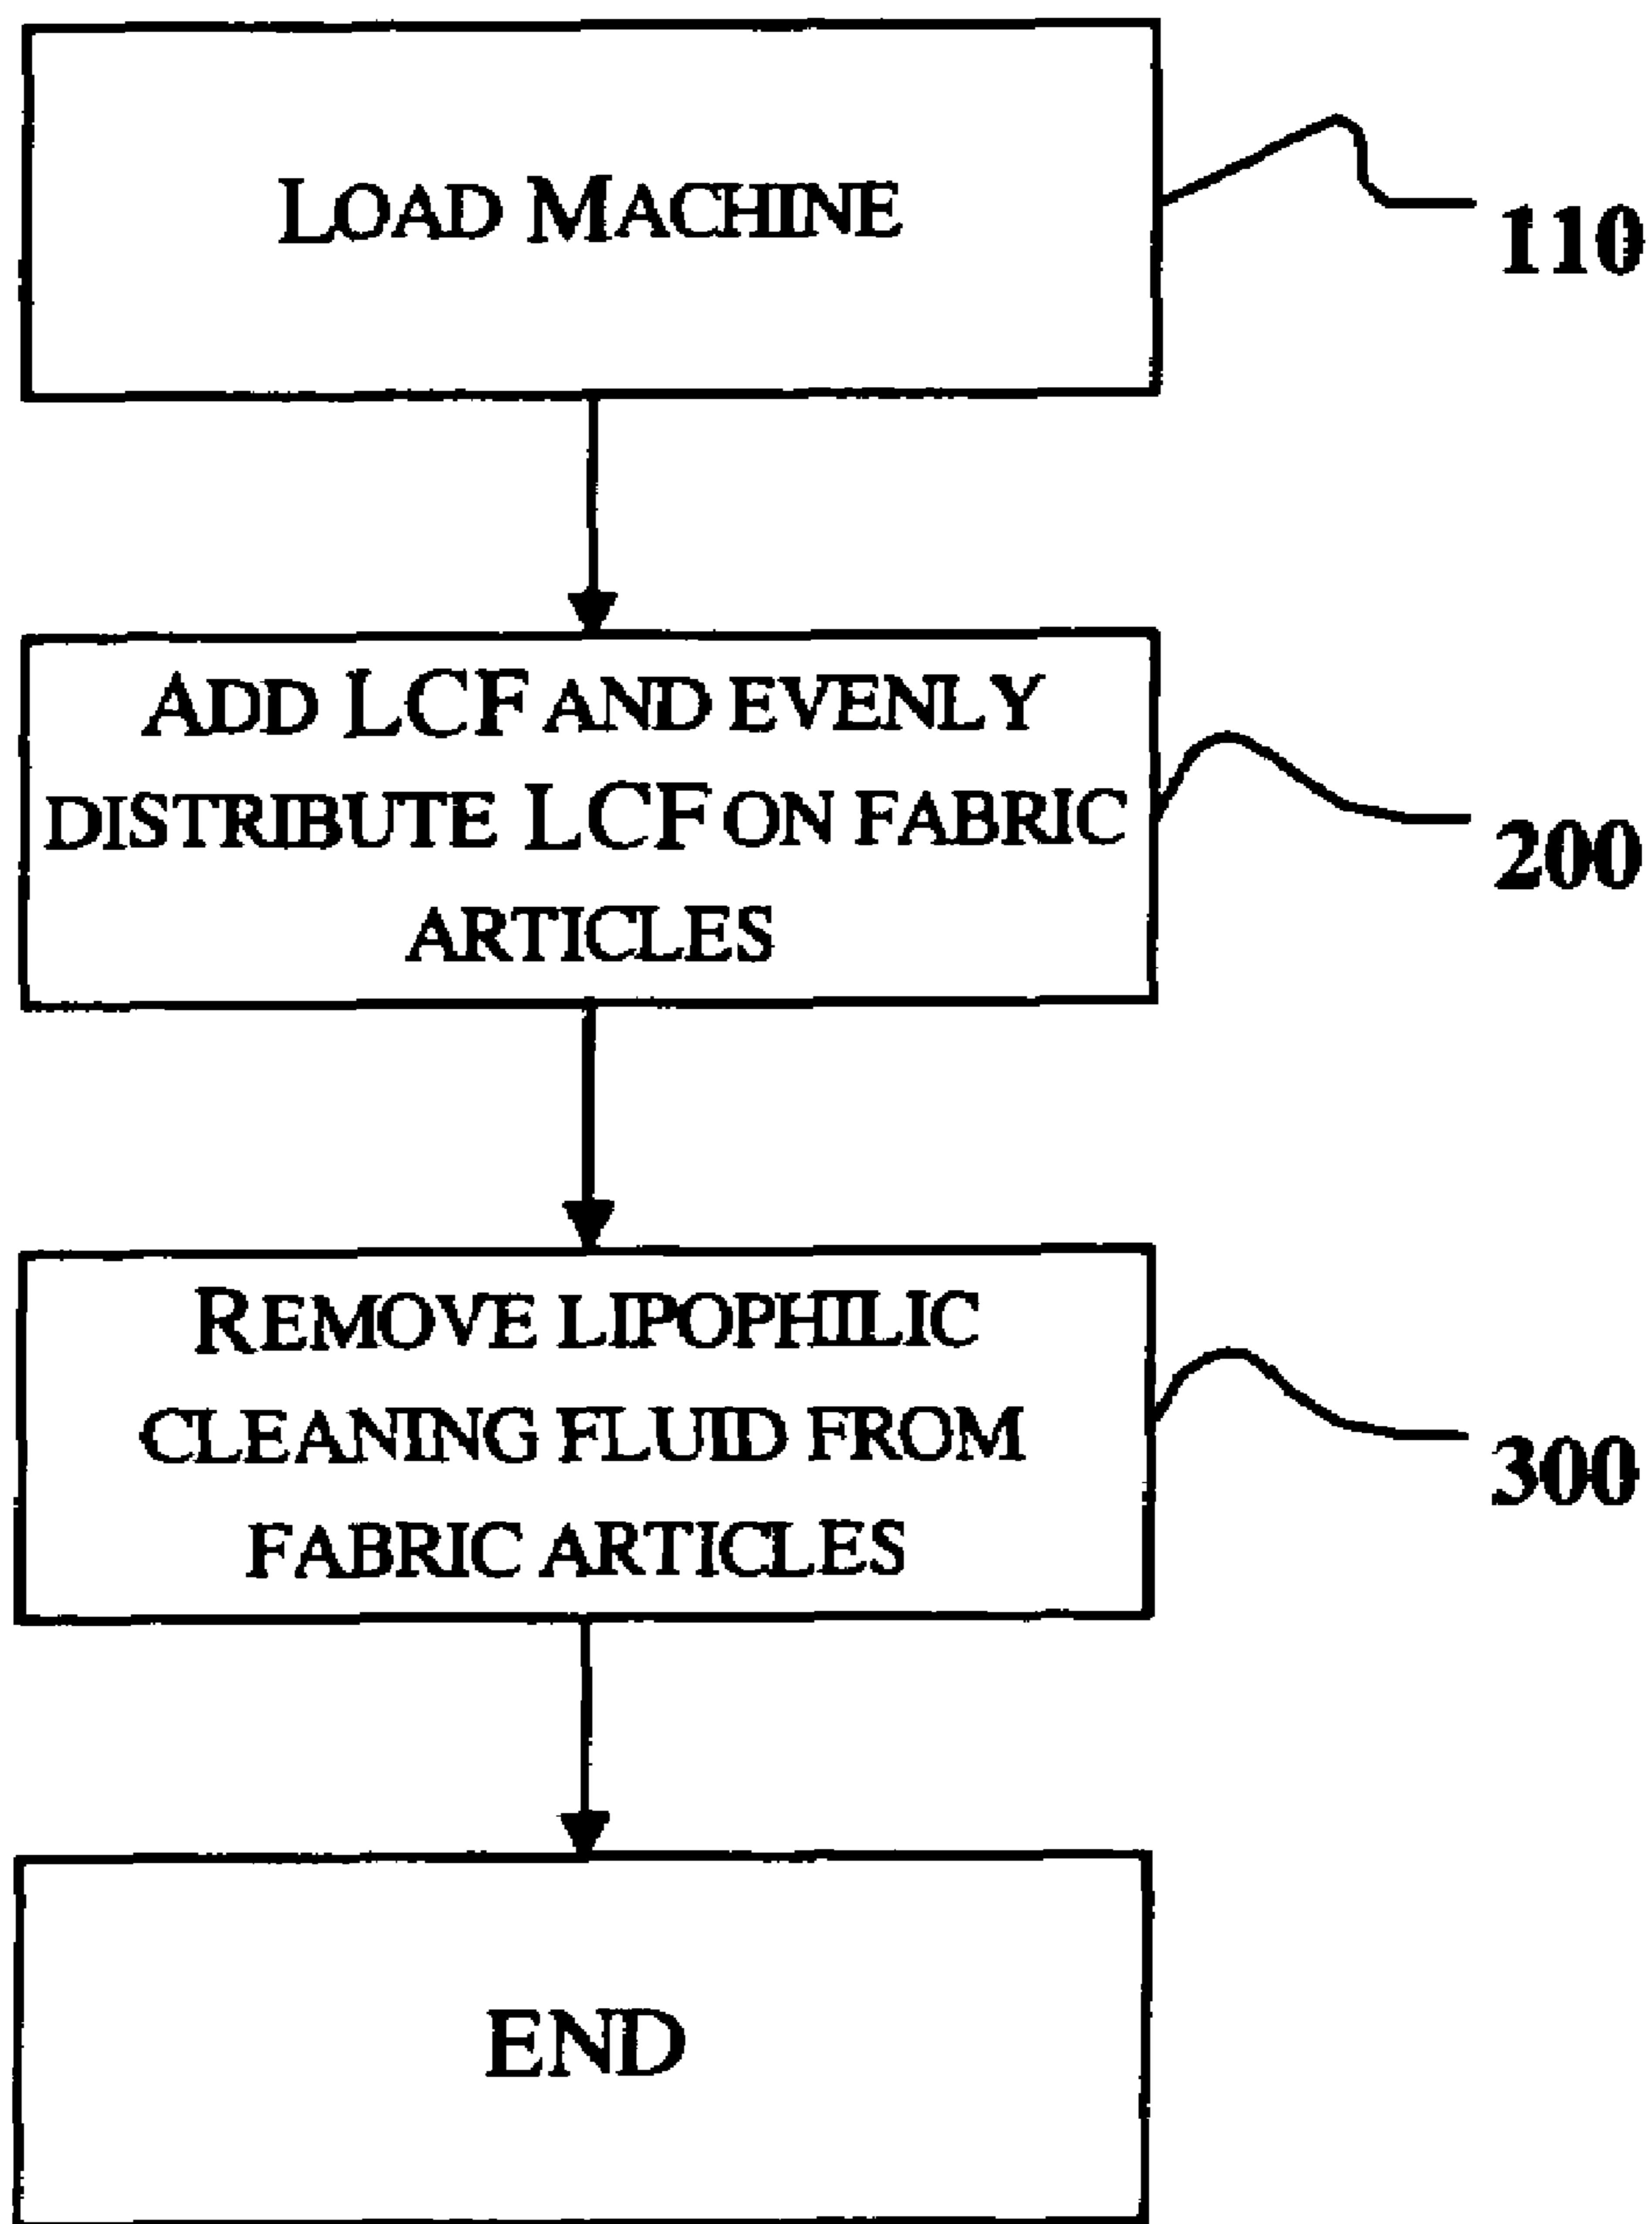 LOAD MACHINE
110
ADD LCF AND EVENLY
DISTRIBUTE LCF ON FABRIC
ARTICLES
200
REMOVE LIPOPHILIC
CLEANING FLUID FROM
FABRIC ARTICLES
300
END